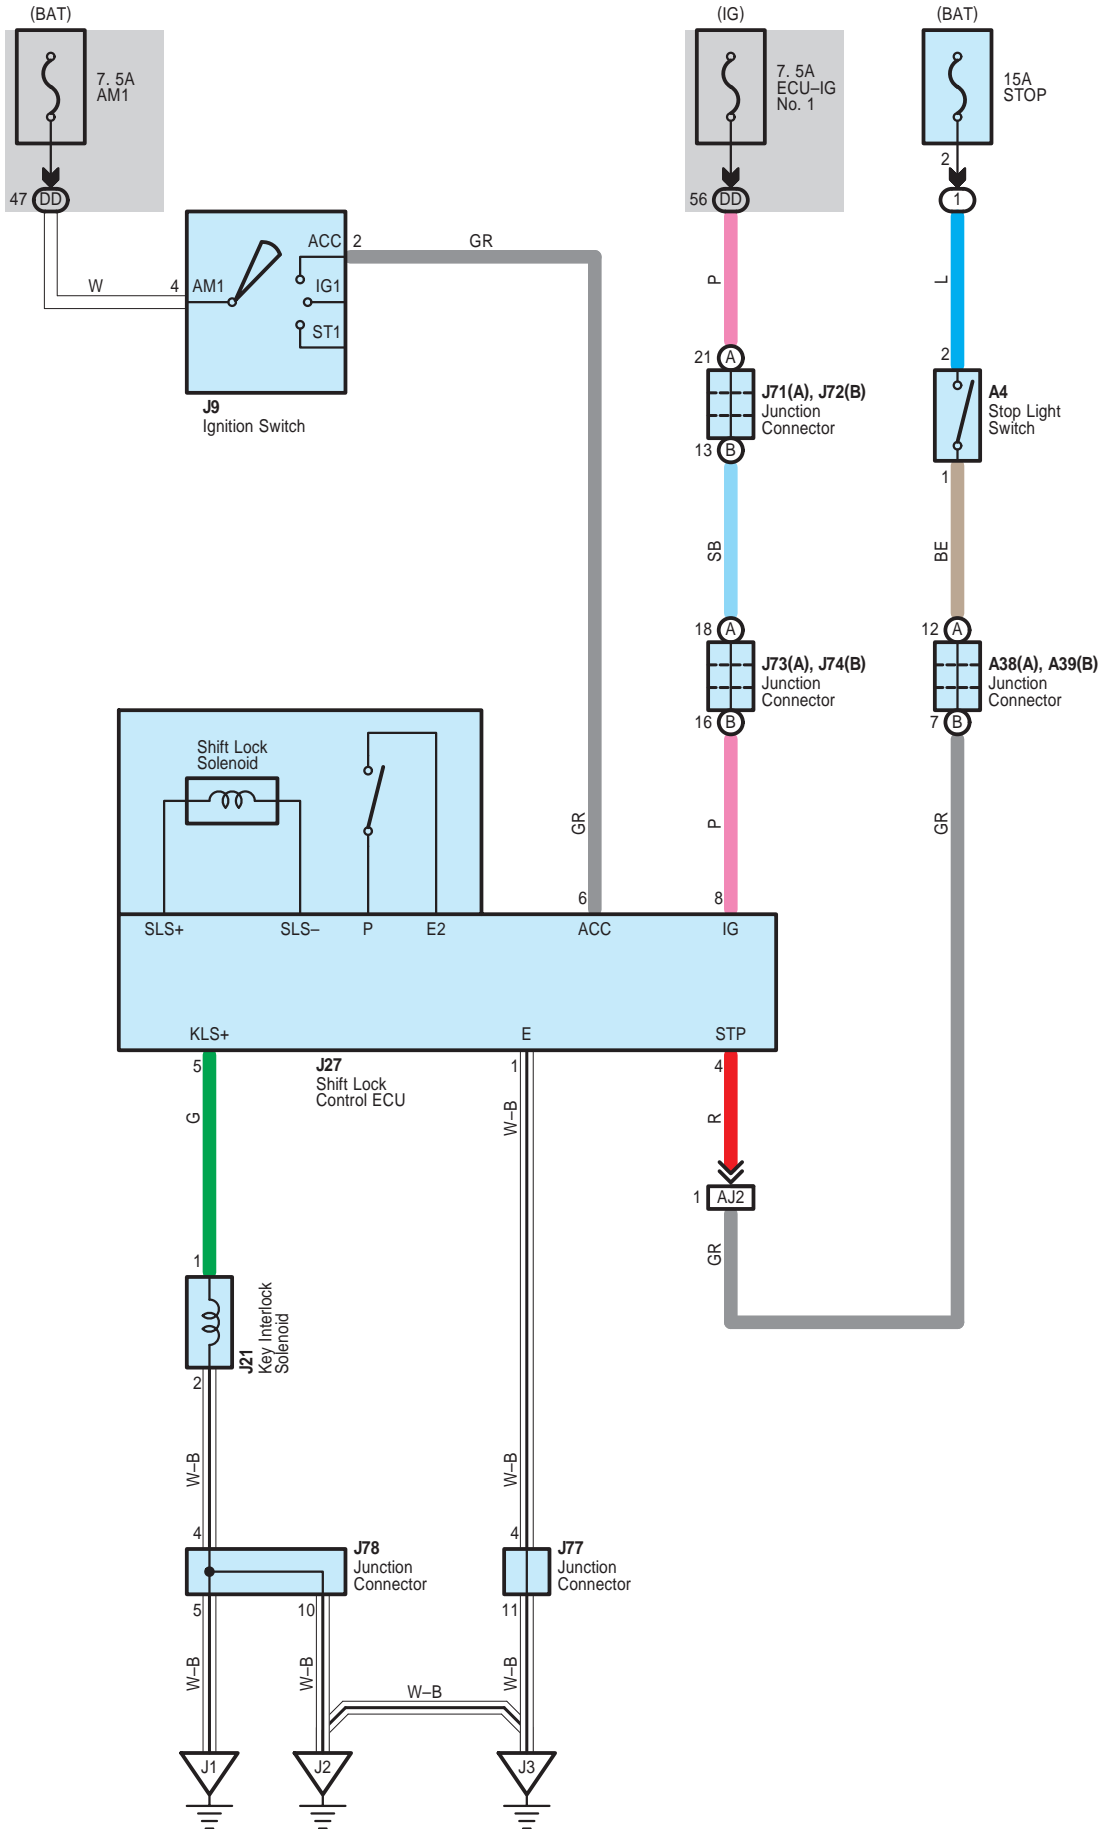 (BAT)
(IG)
(BAT)
7. 5A
AM1
7. 5A
ECU–IG
No. 1
15A
STOP
2
47 DD
56 DD
1
ACC 2
GR
W
4 AM1
IG1
ST1
P
L
J9
Ignition Switch
21 A
2
J71(A), J72(B)
Junction
Connector
A4
Stop Light
Switch
13 B
1
SB
BE
18 A
12 A
J73(A), J74(B)
Junction
Connector
A38(A), A39(B)
Junction
Connector
16 B
7 B
Shift Lock
Solenoid
GR
P
GR
6
8
SLS+
SLS–
P
E2
ACC
IG
KLS+
E
STP
5
J27
Shift Lock
Control ECU
1
4
G
W–B
R
1 AJ2
GR
1
J21
Key Interlock
Solenoid
2
W–B
W–B
4
J78
Junction
Connector
4
J77
Junction
Connector
5
10
11
W–B
W–B
W–B
W–B
J1
J2
J3